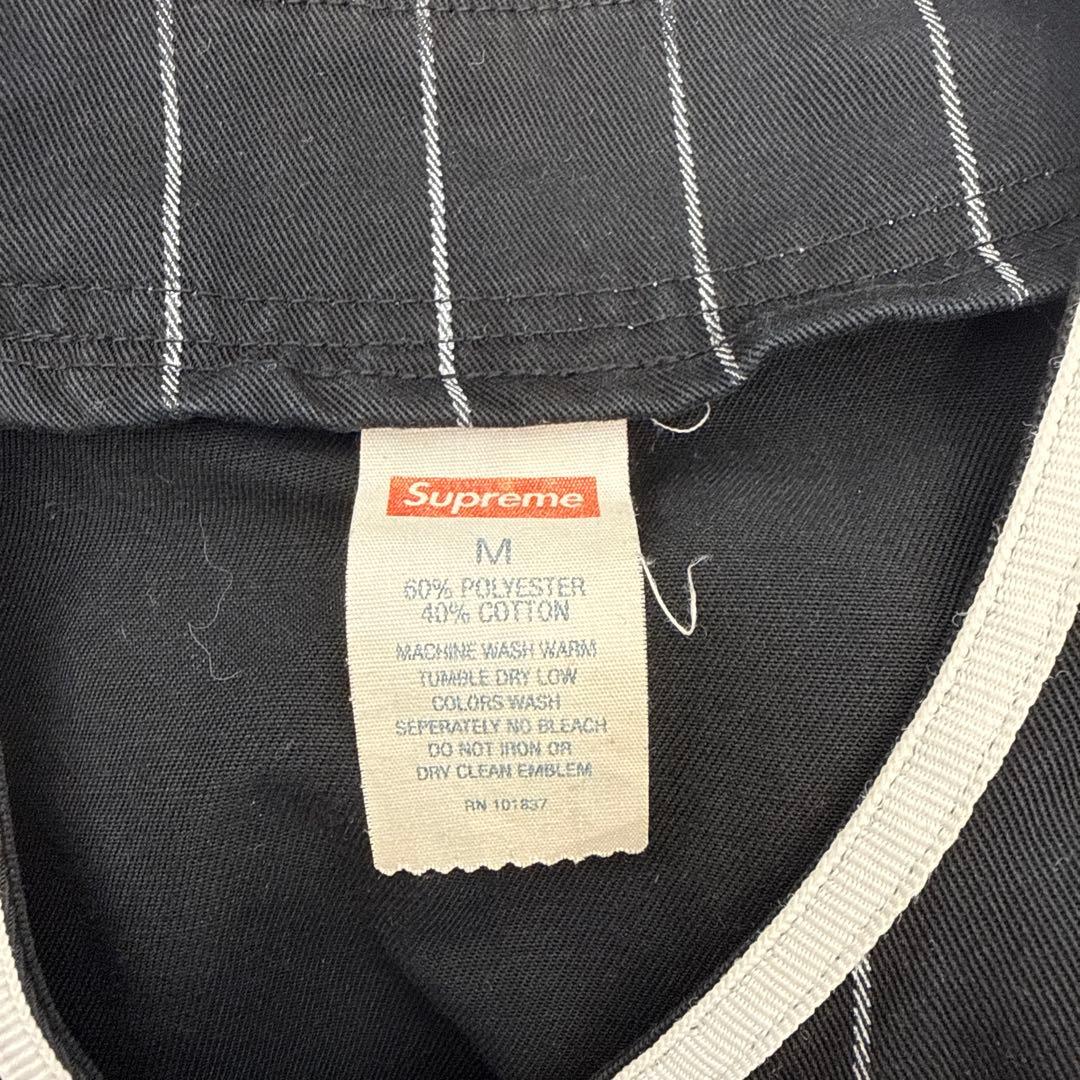 Supreme
M
60% POLYESTER
40% COTTON
MACHINE WASH WARM
TUMBLE DRY LOW
COLORS WASH
SEPERATELY NO BLEACH
DO NOT IRON OR
DRY CLEAN EMBLEM
RN 101837